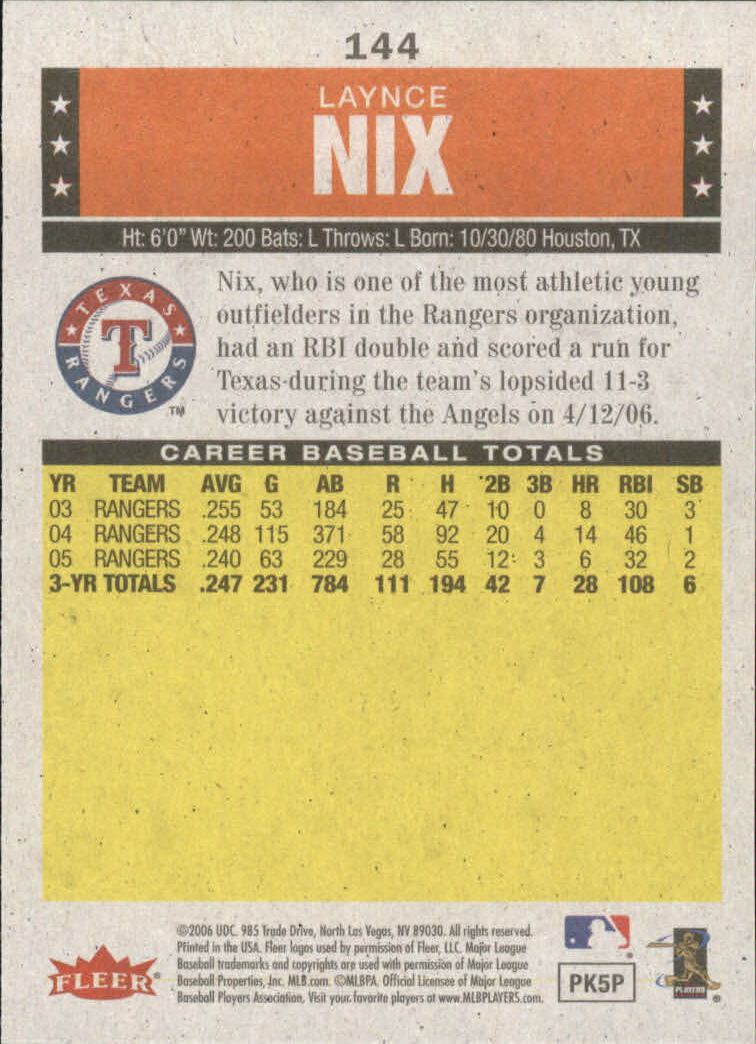 144
LAYNCE
NIX
Ht: 6'0" Wt: 200 Bats: L Throws: L Born: 10/30/80 Houston, TX
TEXAS
T
RANGERS
TM
Nix, who is one of the most athletic young
outfielders in the Rangers organization,
had an RBI double and scored a run for
Texas during the team's lopsided 11-3
victory against the Angels on 4/12/06.
CAREER BASEBALL TOTALS
YR TEAM AVG G AB R H 2B 3B HR RBI SB
03 RANGERS .255 53 184 25 47 10 0 8 30 3
04 RANGERS .248 115 371 58 92 20 4 14 46 1
05 RANGERS .240 63 229 28 55 12 3 6 32 2
3-YR TOTALS .247 231 784 111 194 42 7 28 108 6
FLEER®
©2006 UDC. 985 Trade Drive, North Las Vegas, NV 89030. All rights reserved.
Printed in the USA. Fleer logos used by permission of Fleer, LLC. Major League
Baseball trademarks and copyrights are used with permission of Major League
Baseball Properties, Inc. MLB.com. ©MLBPA. Official Licensee of Major League
Baseball Players Association. Visit your favorite players at www.MLBPLAYERS.com.
PK5P
PLAYERS